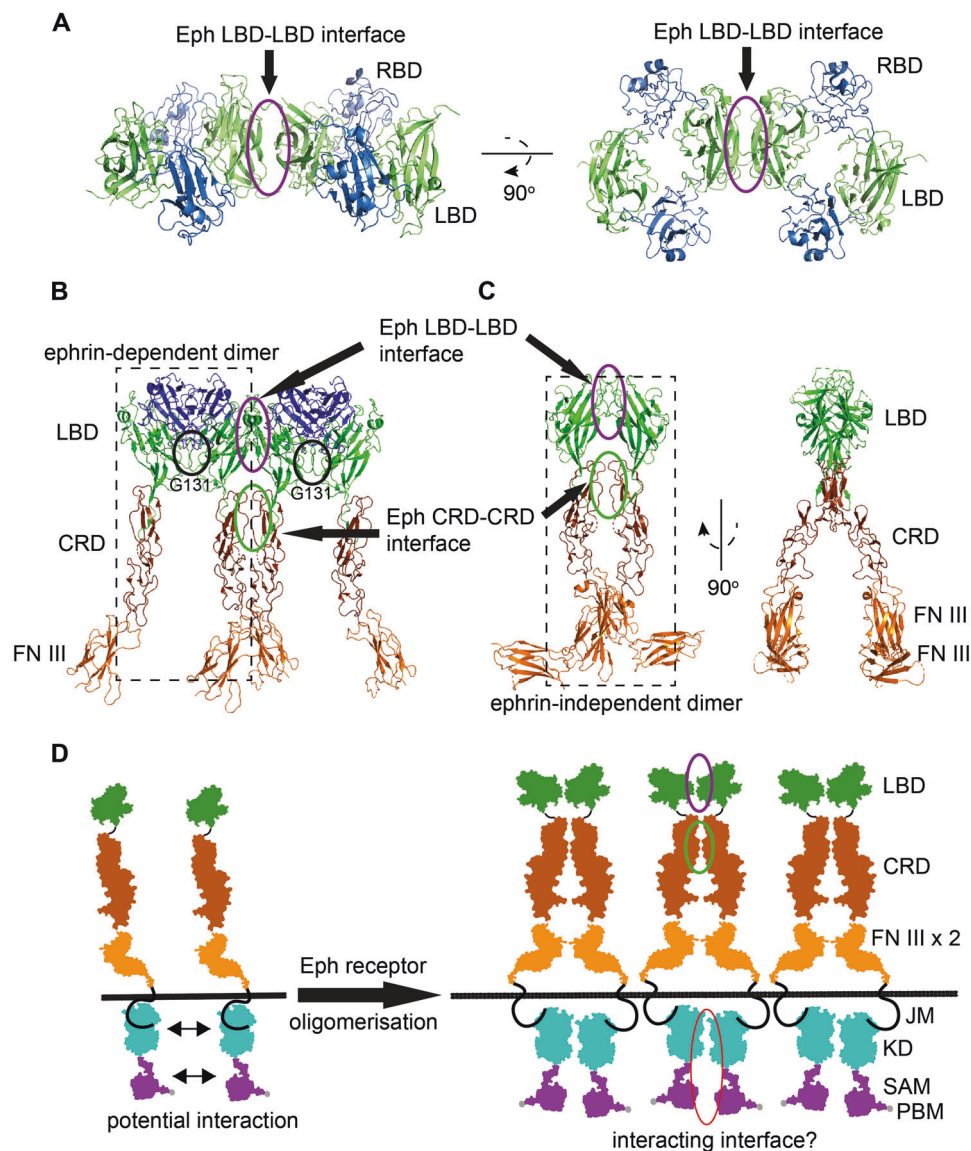 A
Eph LBD-LBD
interface
RBD
LBD
90o
Eph LBD-LBD
interface
RBD
LBD
B
ephrin-dependent dimer
LBD
G131
G131
CRD
FN III
Eph LBD-LBD
interface
Eph CRD-CRD
interface
C
ephrin-independent dimer
90o
LBD
CRD
FN III
FN III
D
potential interaction
Eph receptor
oligomerisation
LBD
CRD
FN III x 2
JM
KD
SAM
PBM
interacting interface?